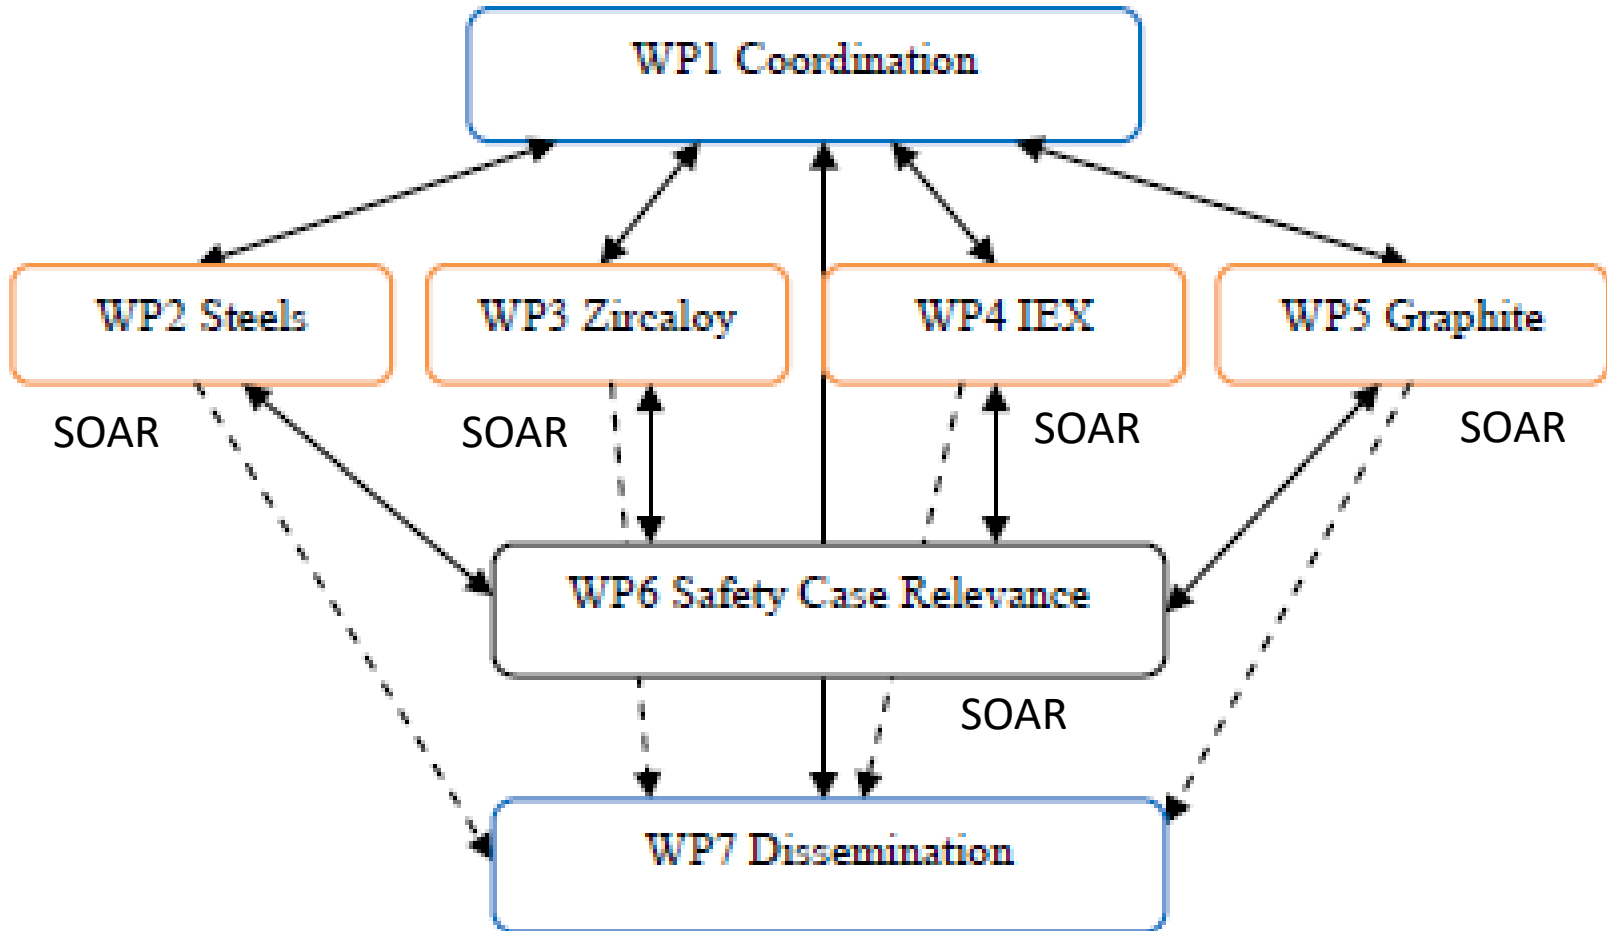 WP1 Coordination
WP2 Steels
WP3 Zircaloy
WP4 IEX
WP5 Graphite
SOAR
SOAR
SOAR
SOAR
WP6 Safety Case Relevance
SOAR
WP7 Dissemination